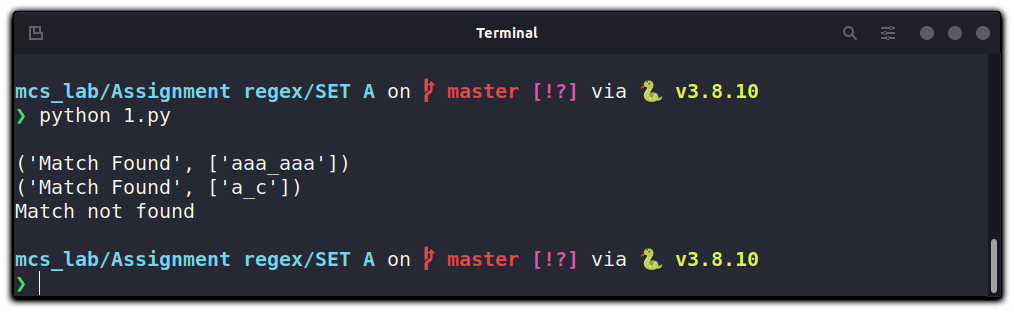 Terminal
mcs_lab/Assignment regex/SET A on master [!?] via 🐍 v3.8.10
❯ python 1.py
('Match Found', ['aaa_aaa'])
('Match Found', ['a_c'])
Match not found
mcs_lab/Assignment regex/SET A on master [!?] via 🐍 v3.8.10
❯